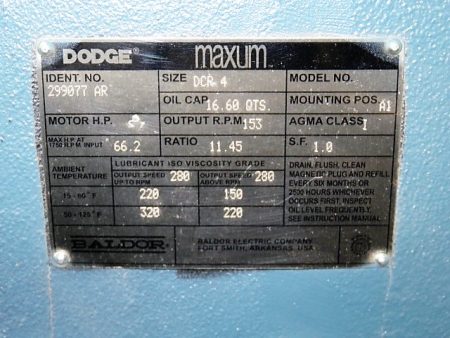 DODGE® maxum™
IDENT. NO. SIZE DCR 4 MODEL NO.
299077 AR
OIL CAP. 16.60 QTS. MOUNTING POS. A1
MOTOR H.P. OUTPUT R.P.M. 153 AGMA CLASS I
MAX H.P. AT
1750 R.P.M. INPUT 66.2 RATIO 11.45 S.F. 1.0
AMBIENT
TEMPERATURE
LUBRICANT ISO VISCOSITY GRADE
OUTPUT SPEED
UP TO RPM 280
OUTPUT SPEED
ABOVE RPM 280
15 - 60° F 220 150
50 - 125° F 320 220
DRAIN, FLUSH, CLEAN
MAGNETIC PLUG AND REFILL
EVERY SIX MONTHS OR
2500 HOURS WHICHEVER
OCCURS FIRST. INSPECT
OIL LEVEL FREQUENTLY.
SEE INSTRUCTION MANUAL.
BALDOR
BALDOR ELECTRIC COMPANY
FORT SMITH, ARKANSAS, USA